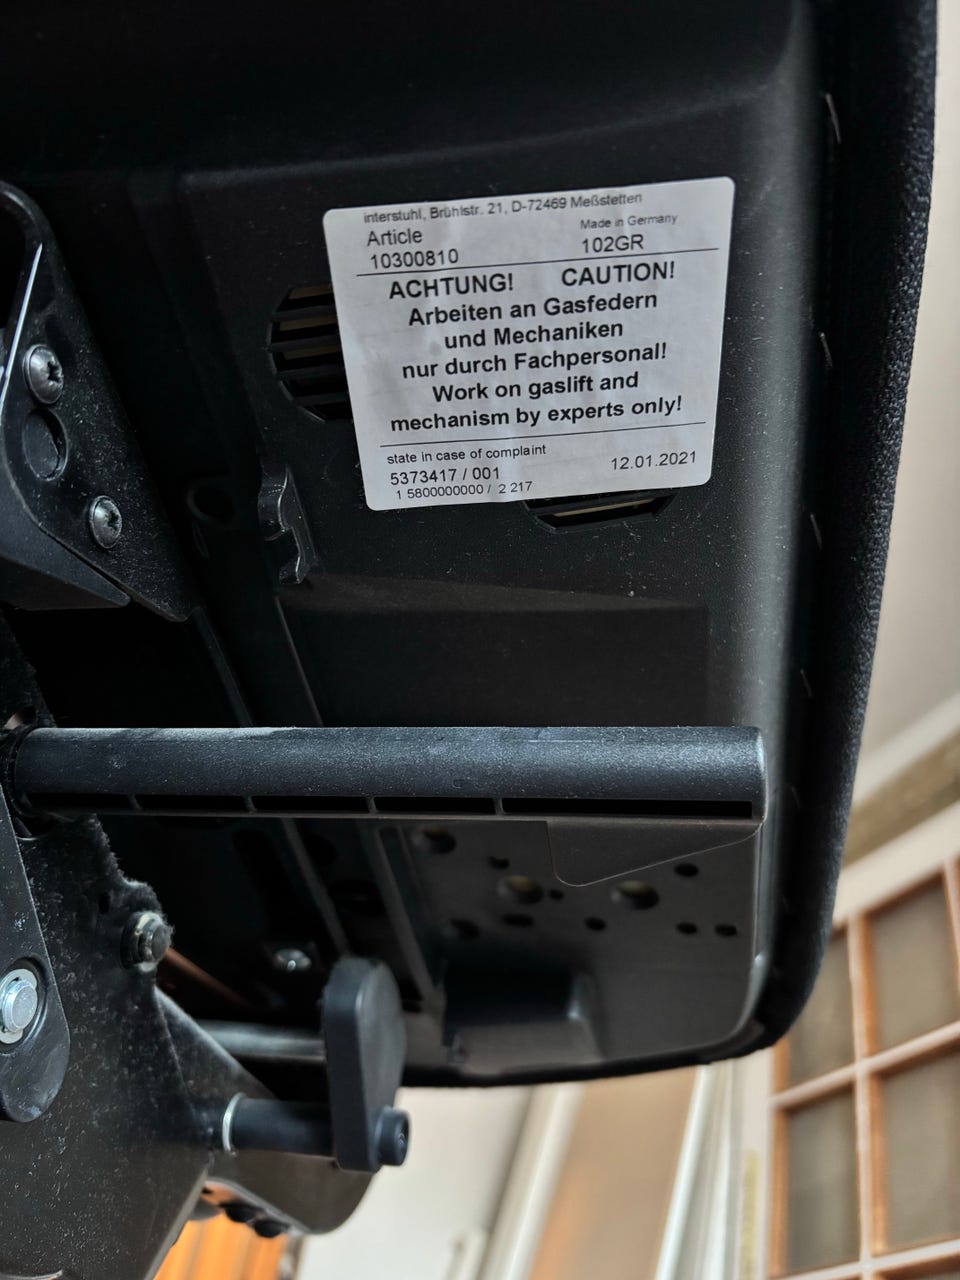 interstuhl, Brühlstr. 21, D-72469 Meßstetten
Article Made in Germany
10300810 102GR
ACHTUNG! CAUTION!
Arbeiten an Gasfedern
und Mechaniken
nur durch Fachpersonal!
Work on gaslift and
mechanism by experts only!
state in case of complaint
5373417 / 001 12.01.2021
1 5800000000 / 2 217